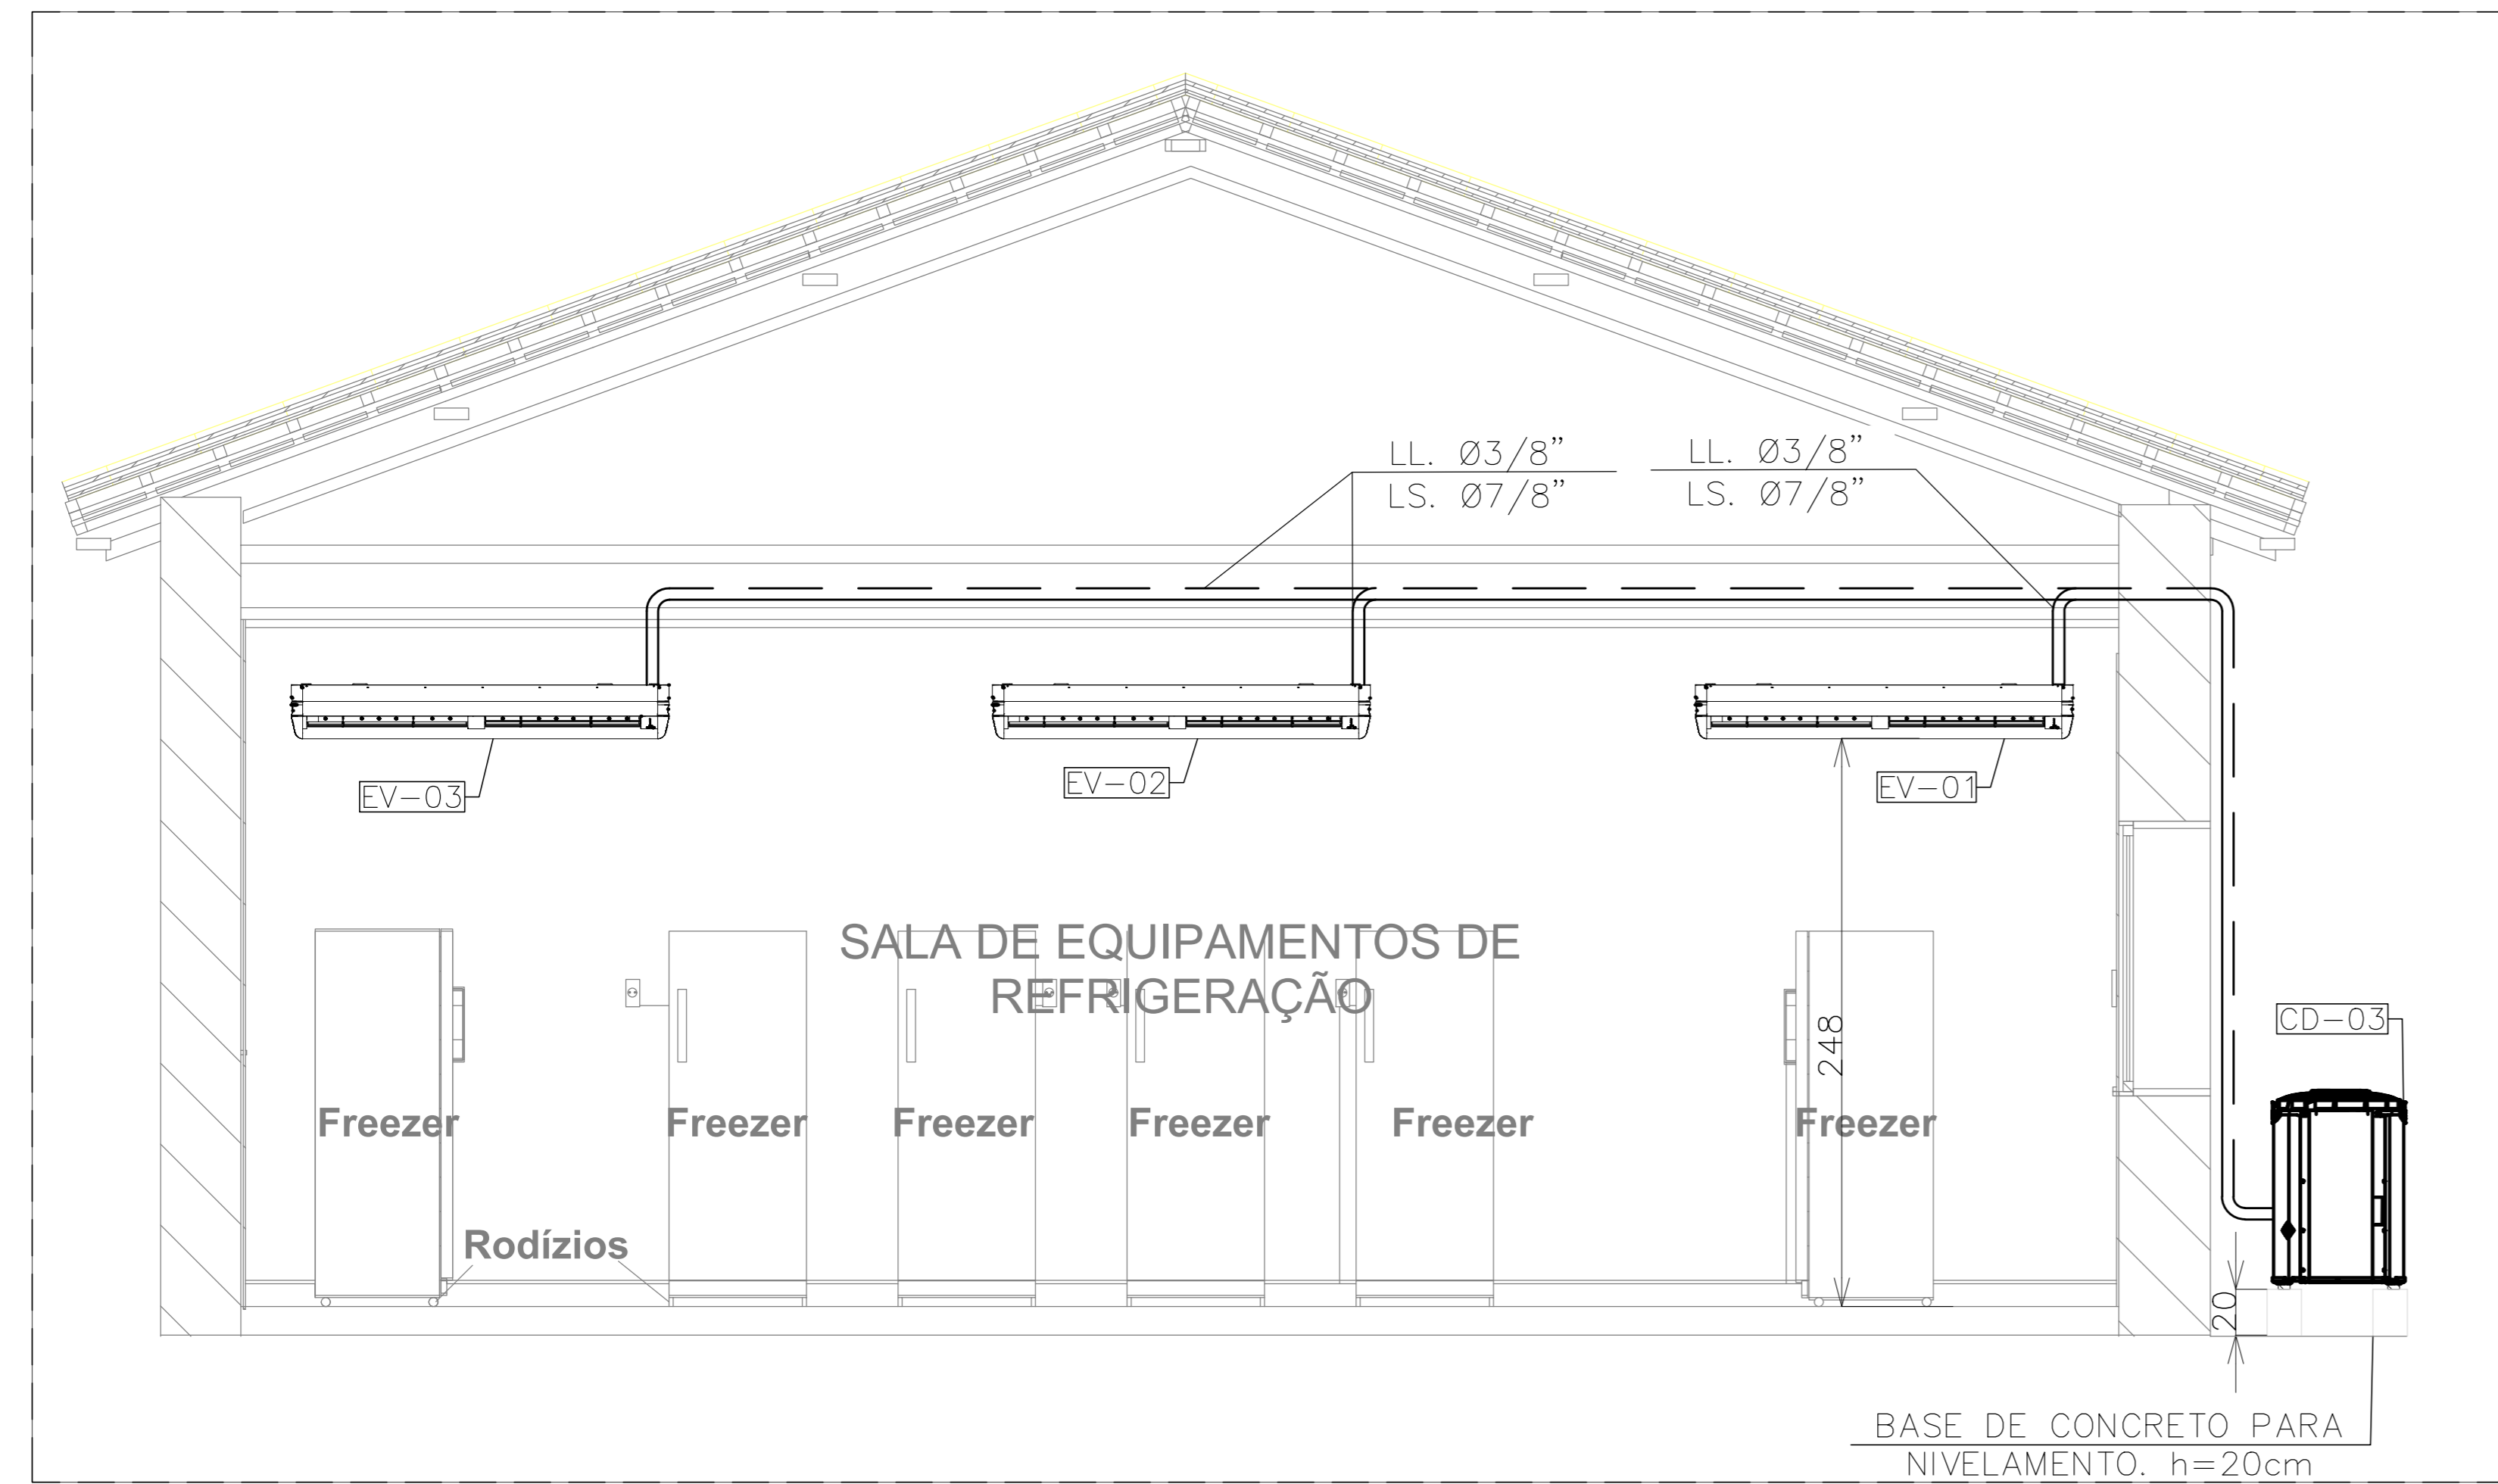 LL. Ø3/8"
LS. Ø7/8"
LL. Ø3/8"
LS. Ø7/8"
EV-03
EV-02
EV-01
SALA DE EQUIPAMENTOS DE
REFRIGERAÇÃO
248
CD-03
Freezer
Freezer
Freezer
Freezer
Freezer
Freezer
Rodízios
20
BASE DE CONCRETO PARA
NIVELAMENTO. h=20cm